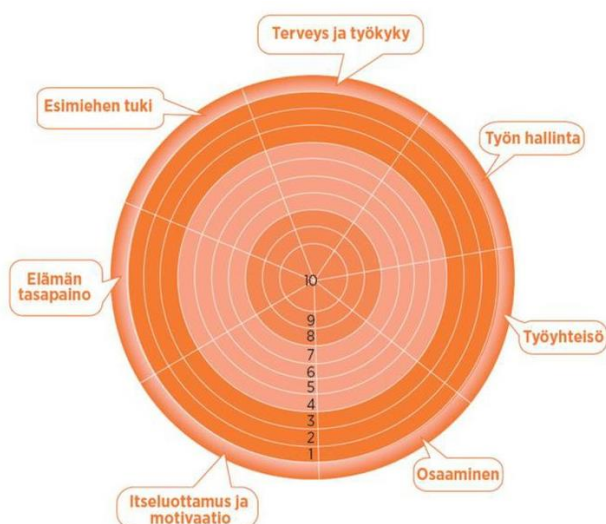 Terveys ja työkyky
Esimiehen tuki
Työn hallinta
Elämän
tasapaino
10
9
8
7
6
5
4
3
2
1
Työyhteisö
Osaaminen
Itseluottamus ja
motivaatio